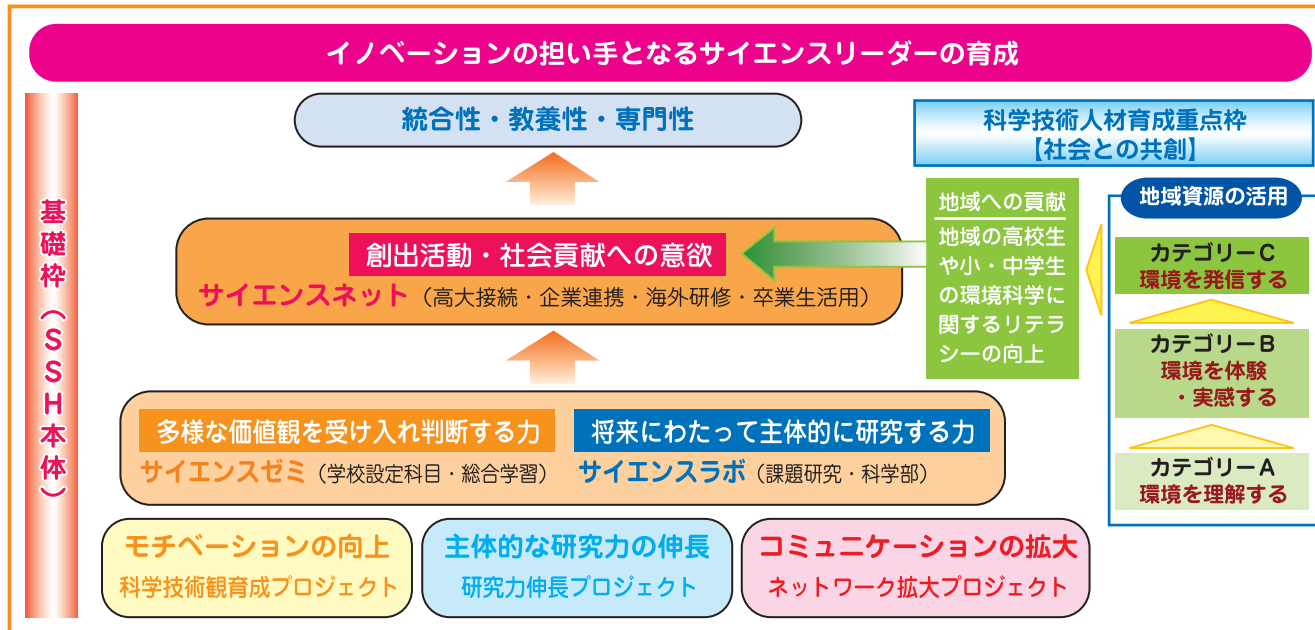 イノベーションの担い手となるサイエンスリーダーの育成
基礎枠（SSH本体）
統合性・教養性・専門性
創出活動・社会貢献への意欲
サイエンスネット（高大接続・企業連携・海外研修・卒業生活用）
多様な価値観を受け入れ判断する力
サイエンスゼミ（学校設定科目・総合学習）
将来にわたって主体的に研究する力
サイエンスラボ（課題研究・科学部）
モチベーションの向上
科学技術観育成プロジェクト
主体的な研究力の伸長
研究力伸長プロジェクト
コミュニケーションの拡大
ネットワーク拡大プロジェクト
科学技術人材育成重点枠
【社会との共創】
地域への貢献
地域の高校生
や小・中学生
の環境科学に
関するリテラ
シーの向上
地域資源の活用
カテゴリーC
環境を発信する
カテゴリーB
環境を体験
・実感する
カテゴリーA
環境を理解する